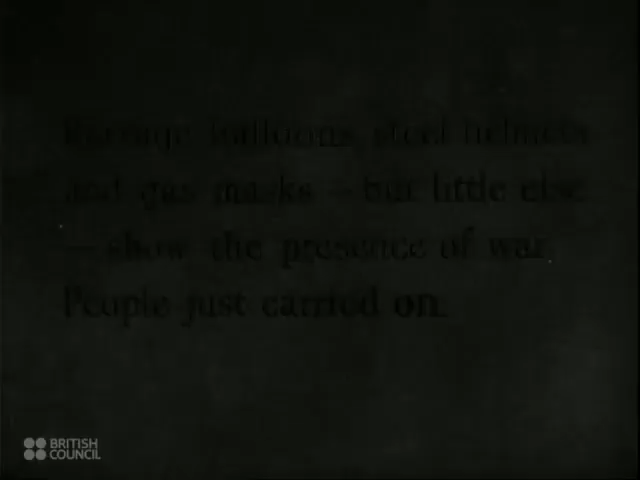 Barrage balloons, steel helmets
and gas masks – but little else
– show the presence of war.
People just carried on.
BRITISH
COUNCIL